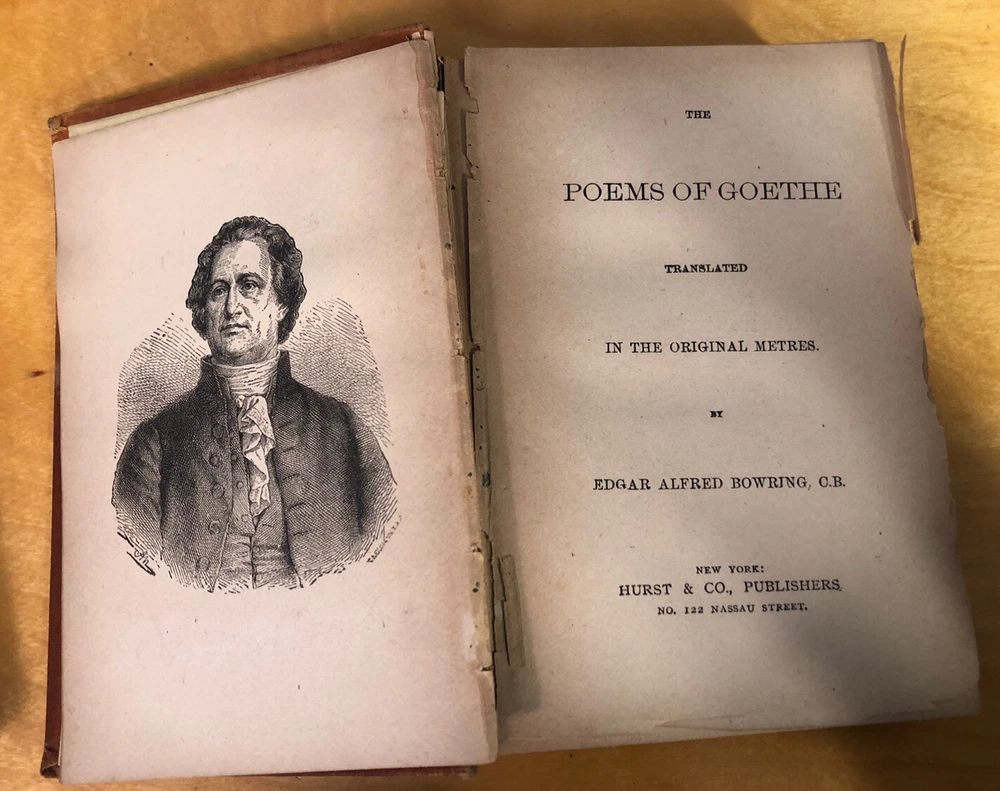 THE
POEMS OF GOETHE
TRANSLATED
IN THE ORIGINAL METRES.
BY
EDGAR ALFRED BOWRING, C.B.
NEW YORK:
HURST & CO., PUBLISHERS,
NO. 122 NASSAU STREET.